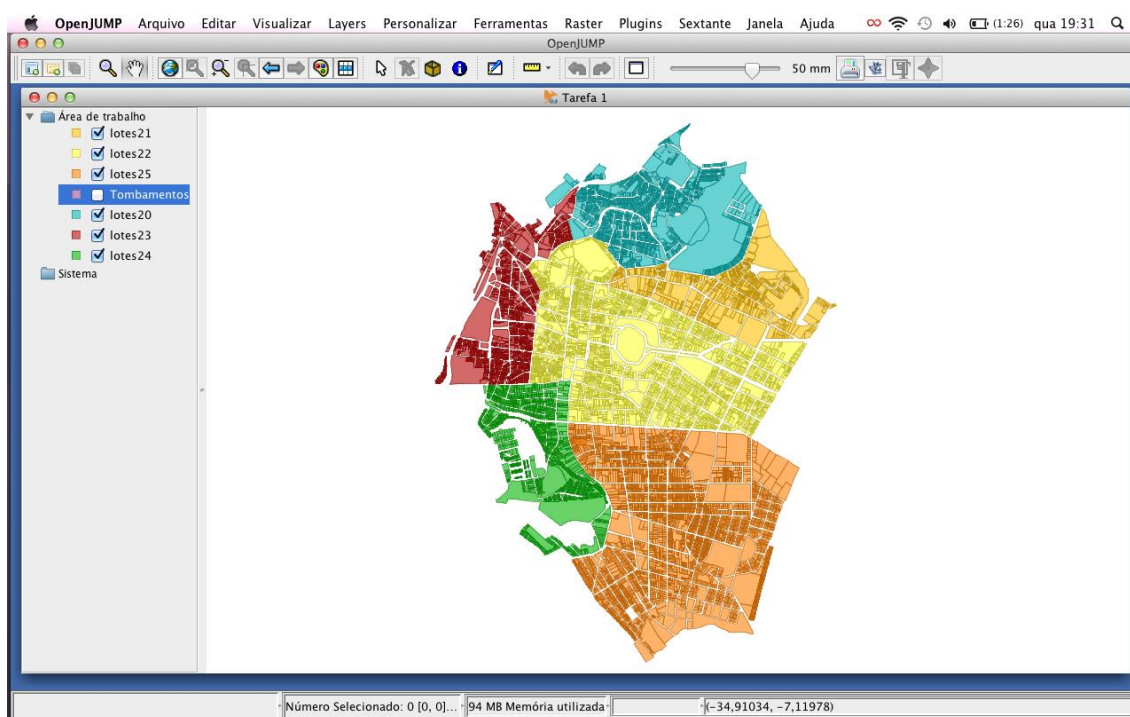 OpenJUMP Arquivo Editar Visualizar Layers Personalizar Ferramentas Raster Plugins Sextante Janela Ajuda (1:26) qua 19:31
OpenJUMP
50 mm
Tarefa 1
Área de trabalho
lotes21
lotes22
lotes25
Tombamentos
lotes20
lotes23
lotes24
Sistema
Número Selecionado: 0 [0, 0]... 94 MB Memória utilizada (-34,91034, -7,11978)